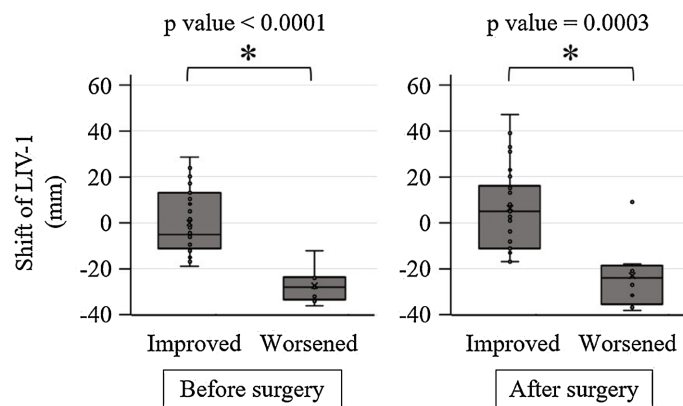 p value < 0.0001
p value = 0.0003
*
*
Shift of LIV-1
(mm)
60
40
20
0
-20
-40
60
40
20
0
-20
-40
Improved Worsened
Improved Worsened
Before surgery
After surgery